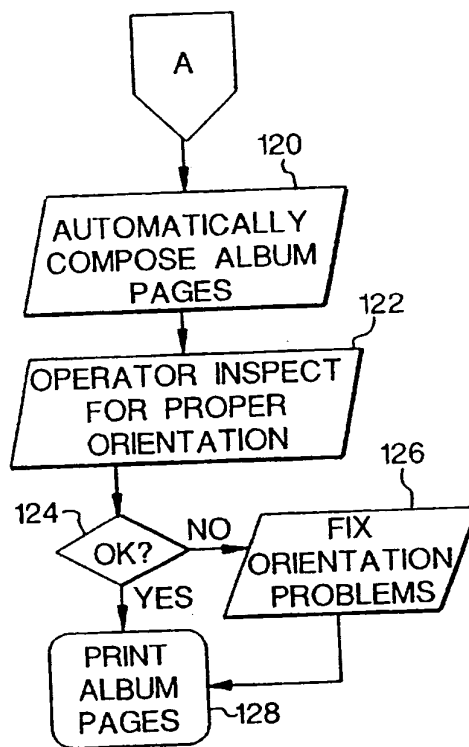 A
120
AUTOMATICALLY
COMPOSE ALBUM
PAGES
122
OPERATOR INSPECT
FOR PROPER
ORIENTATION
124
OK?
NO
YES
126
FIX
ORIENTATION
PROBLEMS
PRINT
ALBUM
PAGES
128